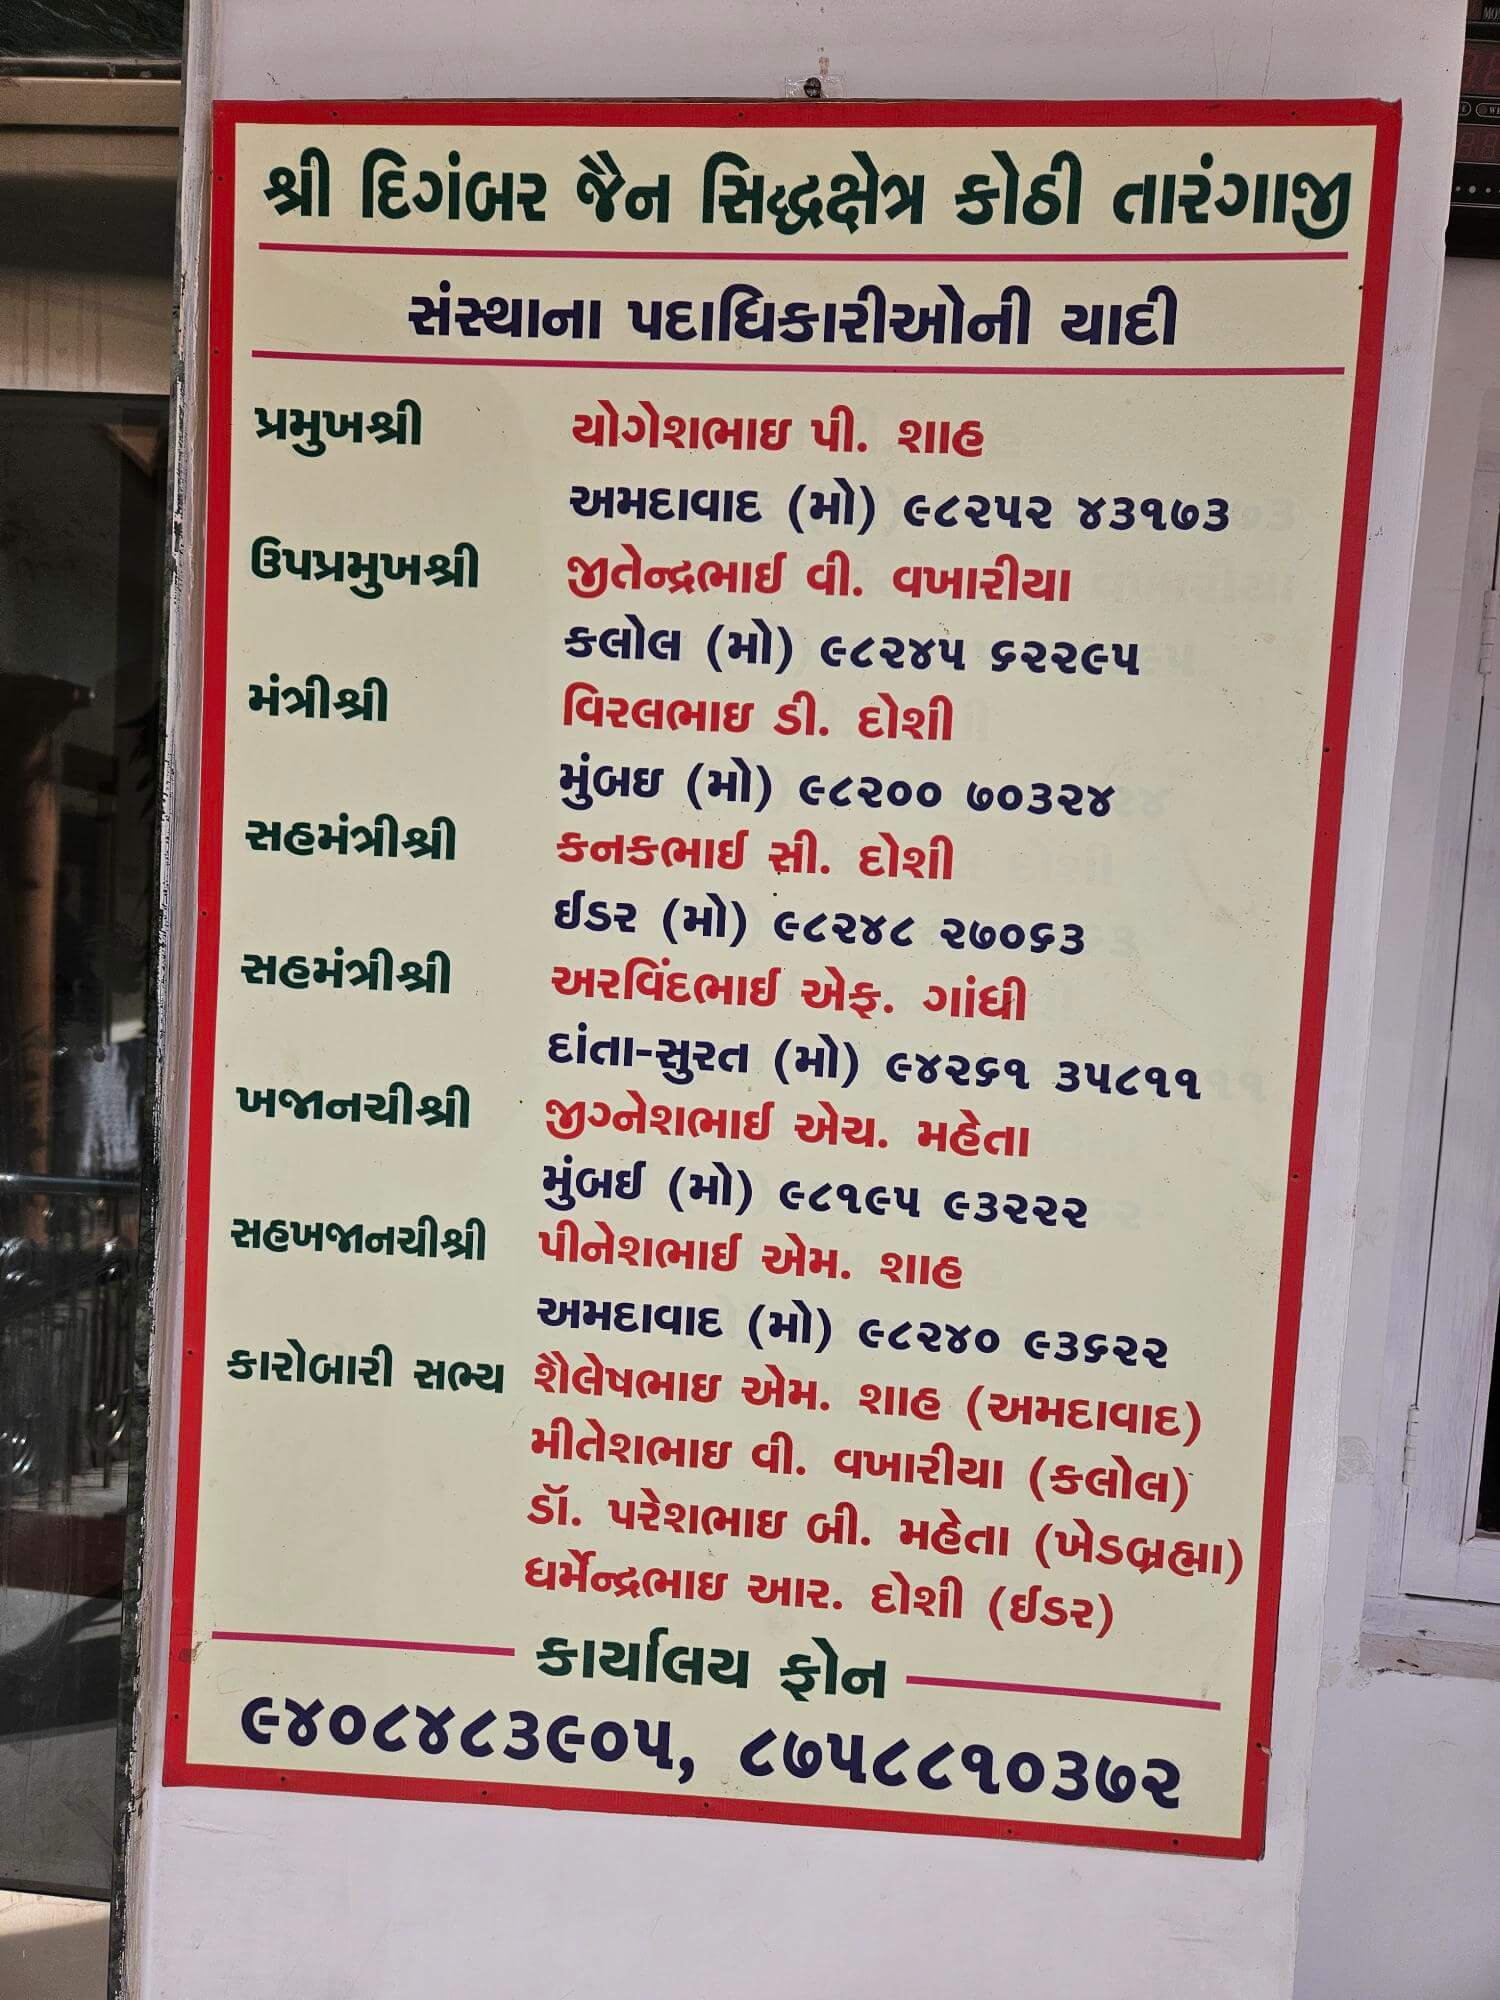 શ્રી દિગંબર જૈન સિદ્ધક્ષેત્ર કોઠી તારંગાજી
સંસ્થાના પદાધિકારીઓની યાદી
પ્રમુખશ્રી યોગેશભાઇ પી. શાહ
અમદાવાદ (મો) ૯૮૨૫૨ ૪૩૧૭૩
ઉપપ્રમુખશ્રી જીતેન્દ્રભાઈ વી. વખારીયા
કલોલ (મો) ૯૮૨૪૫ ૬૨૨૯૫
મંત્રીશ્રી વિરલભાઇ ડી. દોશી
મુંબઇ (મો) ૯૮૨૦૦ ૭૦૩૨૪
સહમંત્રીશ્રી કનકભાઈ સી. દોશી
ઈડર (મો) ૯૮૨૪૮ ૨૭૦૬૩
સહમંત્રીશ્રી અરવિંદભાઈ એફ. ગાંધી
દાંતા-સુરત (મો) ૯૪૨૬૧ ૩૫૮૧૧
ખજાનચીશ્રી જીગ્નેશભાઈ એચ. મહેતા
મુંબઈ (મો) ૯૮૧૯૫ ૯૩૨૨૨
સહખજાનચીશ્રી પીનેશભાઈ એમ. શાહ
અમદાવાદ (મો) ૯૮૨૪૦ ૯૩૬૨૨
કારોબારી સભ્ય શૈલેષભાઇ એમ. શાહ (અમદાવાદ)
મીતેશભાઇ વી. વખારીયા (કલોલ)
ડૉ. પરેશભાઇ બી. મહેતા (ખેડબ્રહ્મા)
ધર્મેન્દ્રભાઇ આર. દોશી (ઈડર)
કાર્યાલય ફોન
૯૪૦૮૪૮૩૯૦૫, ૮૭૫૮૮૧૦૩૭૨